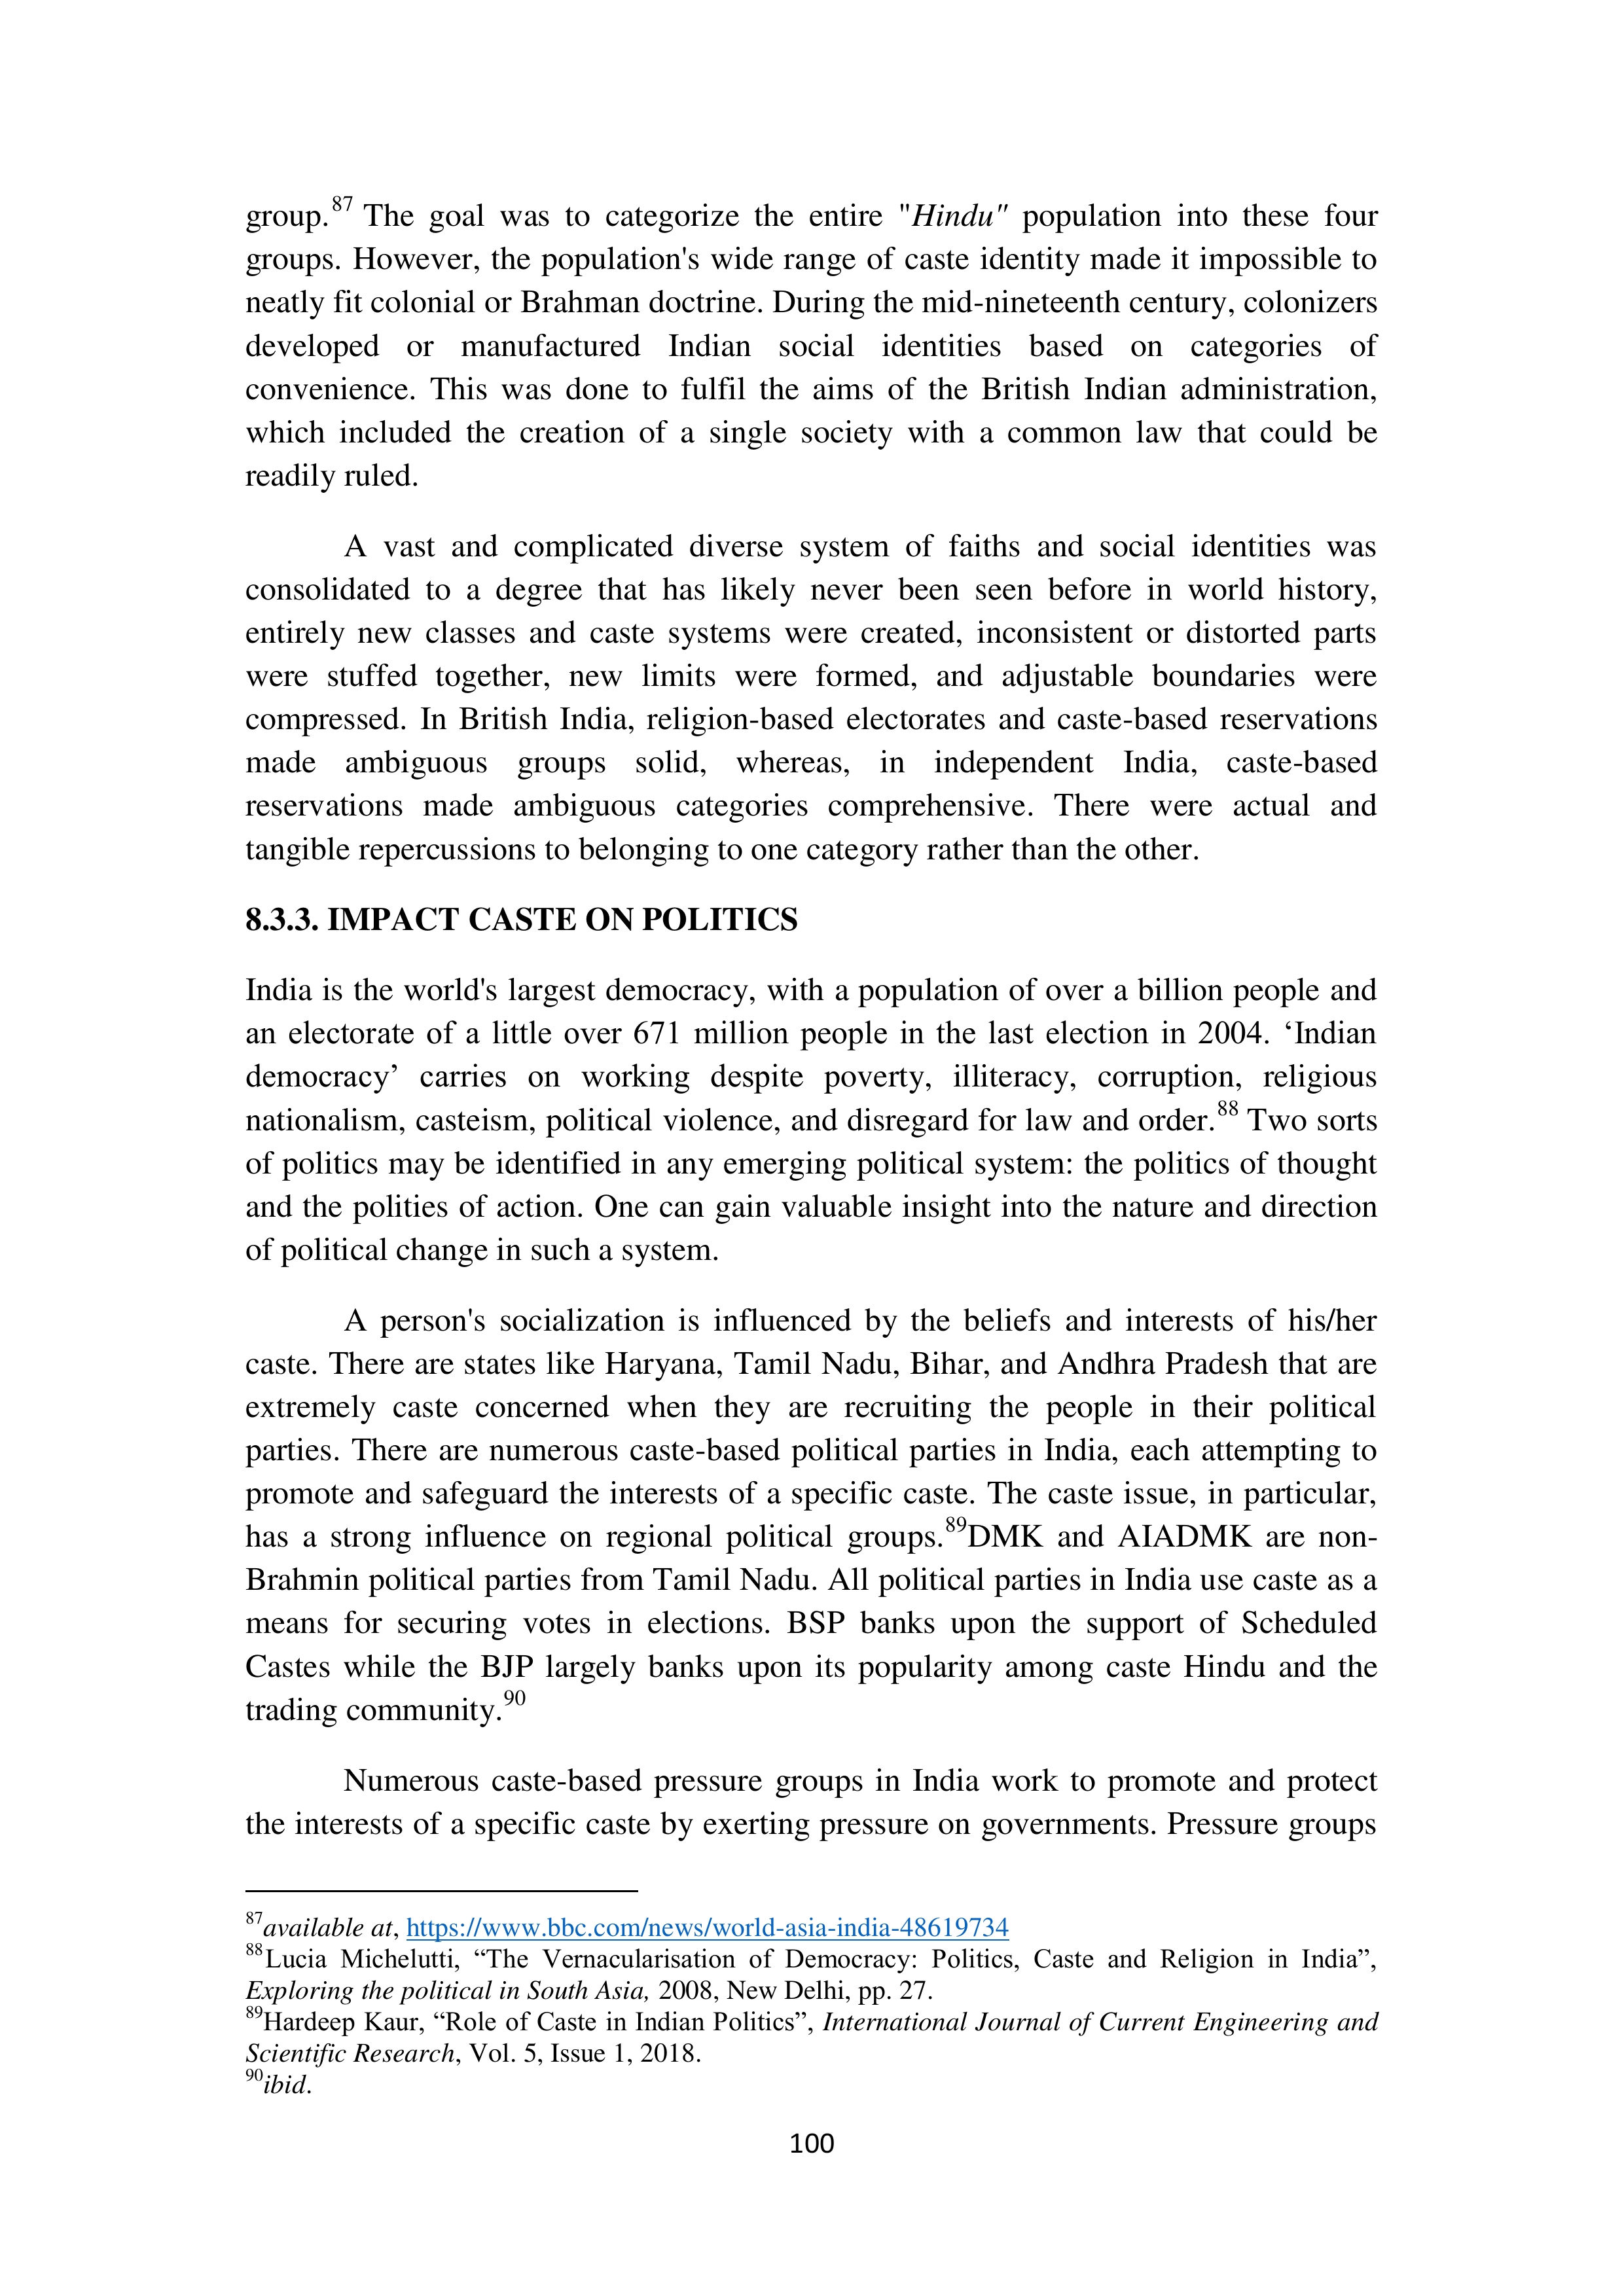 group.87 The goal was to categorize the entire "Hindu" population into these four
groups. However, the population's wide range of caste identity made it impossible to
neatly fit colonial or Brahman doctrine. During the mid-nineteenth century, colonizers
developed or manufactured Indian social identities based on categories of
convenience. This was done to fulfil the aims of the British Indian administration,
which included the creation of a single society with a common law that could be
readily ruled.
A vast and complicated diverse system of faiths and social identities was
consolidated to a degree that has likely never been seen before in world history,
entirely new classes and caste systems were created, inconsistent or distorted parts
were stuffed together, new limits were formed, and adjustable boundaries were
compressed. In British India, religion-based electorates and caste-based reservations
made ambiguous groups solid, whereas, in independent India, caste-based
reservations made ambiguous categories comprehensive. There were actual and
tangible repercussions to belonging to one category rather than the other.
8.3.3. IMPACT CASTE ON POLITICS
India is the world's largest democracy, with a population of over a billion people and
an electorate of a little over 671 million people in the last election in 2004. ‘Indian
democracy’ carries on working despite poverty, illiteracy, corruption, religious
nationalism, casteism, political violence, and disregard for law and order.88 Two sorts
of politics may be identified in any emerging political system: the politics of thought
and the polities of action. One can gain valuable insight into the nature and direction
of political change in such a system.
A person's socialization is influenced by the beliefs and interests of his/her
caste. There are states like Haryana, Tamil Nadu, Bihar, and Andhra Pradesh that are
extremely caste concerned when they are recruiting the people in their political
parties. There are numerous caste-based political parties in India, each attempting to
promote and safeguard the interests of a specific caste. The caste issue, in particular,
has a strong influence on regional political groups.89DMK and AIADMK are non-
Brahmin political parties from Tamil Nadu. All political parties in India use caste as a
means for securing votes in elections. BSP banks upon the support of Scheduled
Castes while the BJP largely banks upon its popularity among caste Hindu and the
trading community.90
Numerous caste-based pressure groups in India work to promote and protect
the interests of a specific caste by exerting pressure on governments. Pressure groups
87available at, https://www.bbc.com/news/world-asia-india-48619734
88Lucia Michelutti, “The Vernacularisation of Democracy: Politics, Caste and Religion in India”,
Exploring the political in South Asia, 2008, New Delhi, pp. 27.
89Hardeep Kaur, “Role of Caste in Indian Politics”, International Journal of Current Engineering and
Scientific Research, Vol. 5, Issue 1, 2018.
90ibid.
100